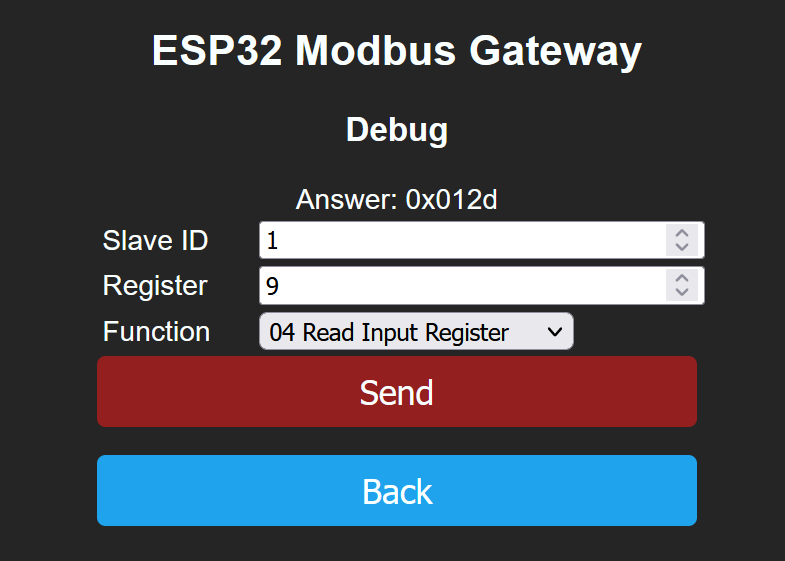 ESP32 Modbus Gateway
Debug
Answer: 0x012d
Slave ID 1
Register 9
Function 04 Read Input Register
Send
Back